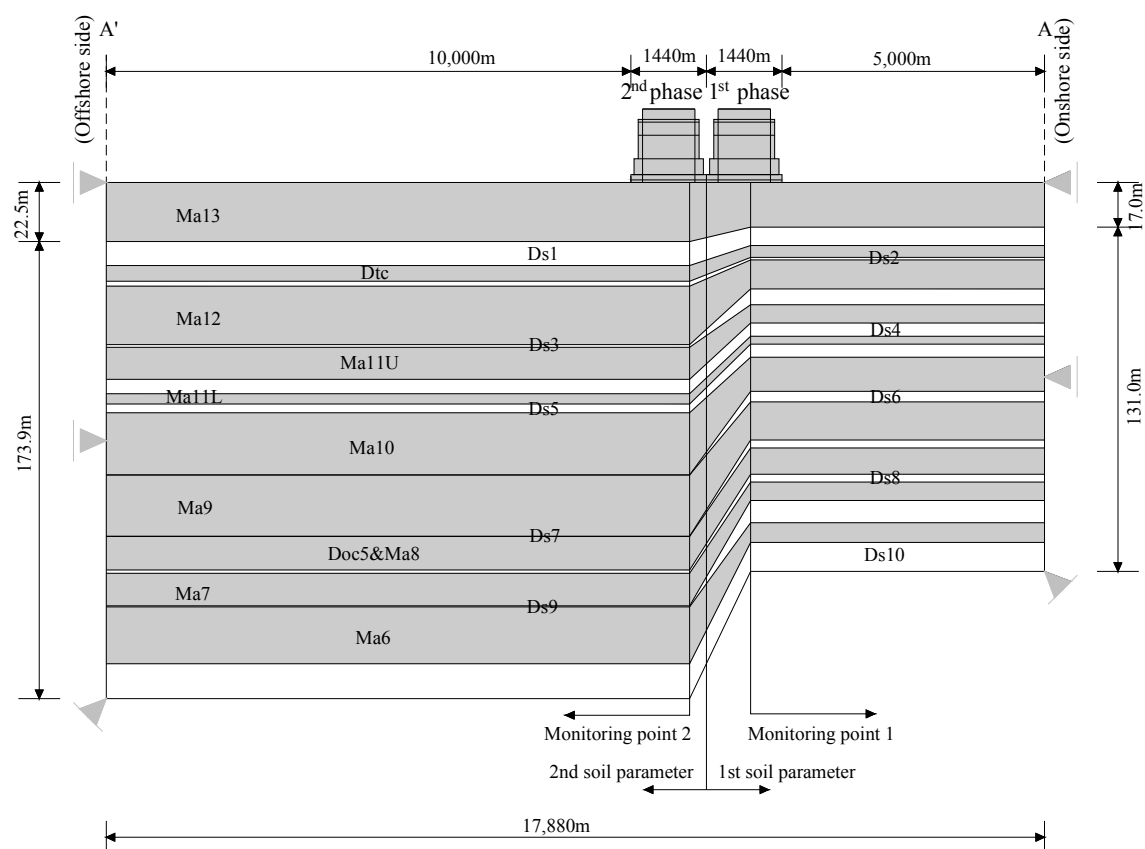 A'
A
(Offshore side)
(Onshore side)
10,000m
1440m
1440m
5,000m
2nd phase
1st phase
22.5m
17.0m
173.9m
131.0m
Ma13
Ds1
Dtc
Ds2
Ma12
Ds3
Ds4
Ma11U
Ma11L
Ds5
Ds6
Ma10
Ds8
Ma9
Ds7
Doc5&Ma8
Ds10
Ma7
Ds9
Ma6
Monitoring point 2
Monitoring point 1
2nd soil parameter
1st soil parameter
17,880m